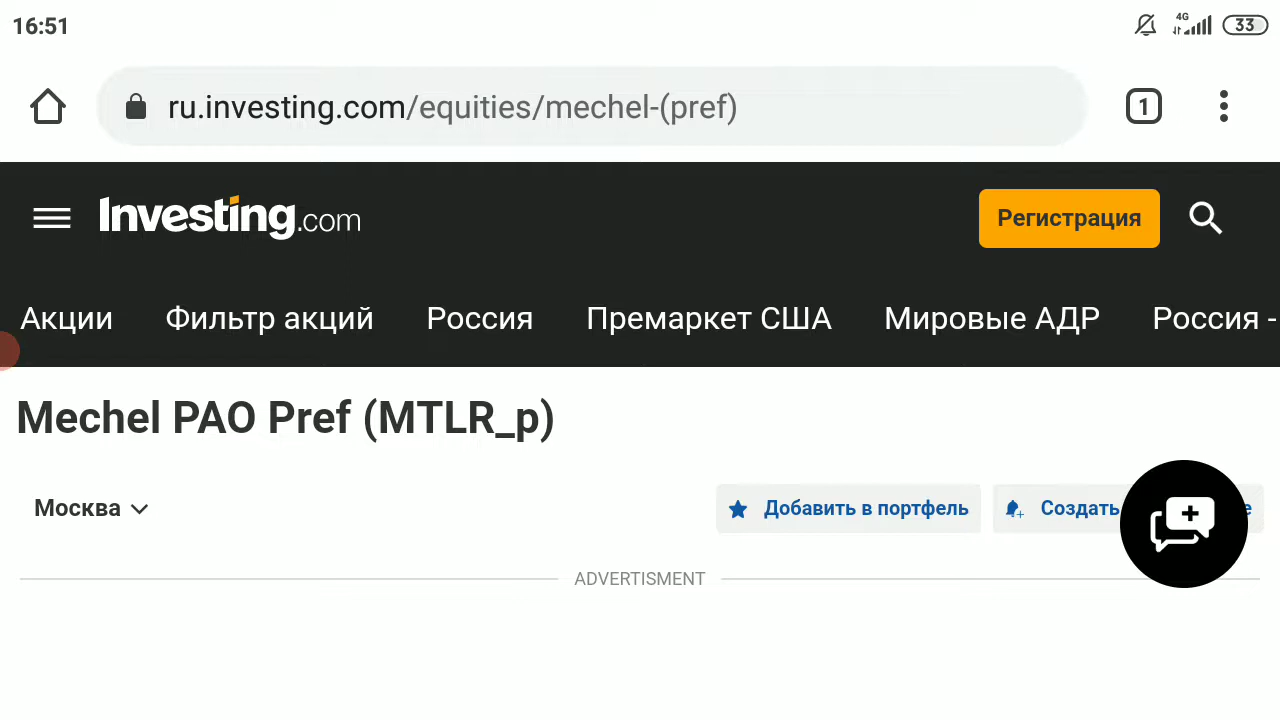 16:51
4G
33
ru.investing.com/equities/mechel-(pref)
1
Investing.com
Регистрация
Акции Фильтр акций Россия Премаркет США Мировые АДР Россия -
Mechel PAO Pref (MTLR_p)
Москва
Добавить в портфель
Создать
ADVERTISMENT